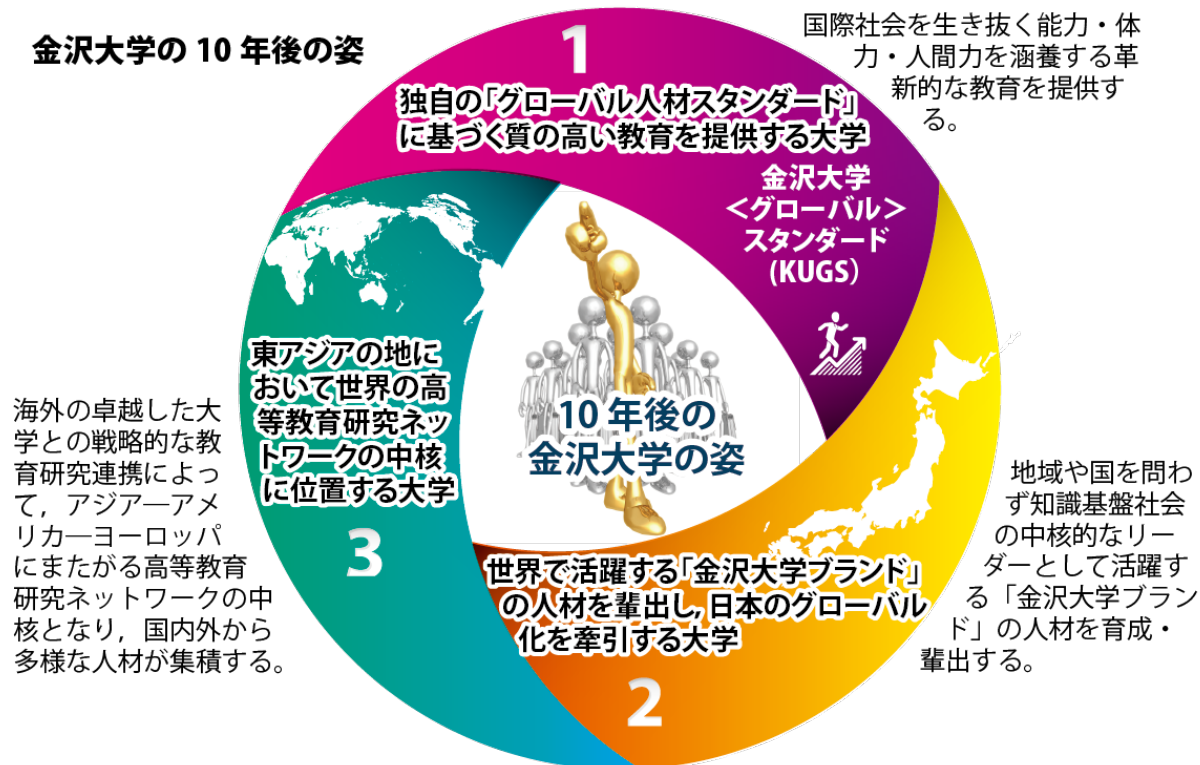 金沢大学の10年後の姿
1
独自の「グローバル人材スタンダード」
に基づく質の高い教育を提供する大学
金沢大学
＜グローバル＞
スタンダード
(KUGS）
国際社会を生き抜く能力・体
力・人間力を涵養する革
新的な教育を提供す
る。
10年後の
金沢大学の姿
世界で活躍する「金沢大学ブランド」
の人材を輩出し，日本のグローバル
化を牽引する大学
2
地域や国を問わ
ず知識基盤社会
の中核的なリー
ダーとして活躍す
る「金沢大学ブラン
ド」の人材を育成・
輩出する。
東アジアの地に
おいて世界の高
等教育研究ネッ
トワークの中核
に位置する大学
3
海外の卓越した大
学との戦略的な教
育研究連携によっ
て，アジア―アメ
リカ―ヨーロッパ
にまたがる高等教育
研究ネットワークの中
核となり，国内外から
多様な人材が集積する。